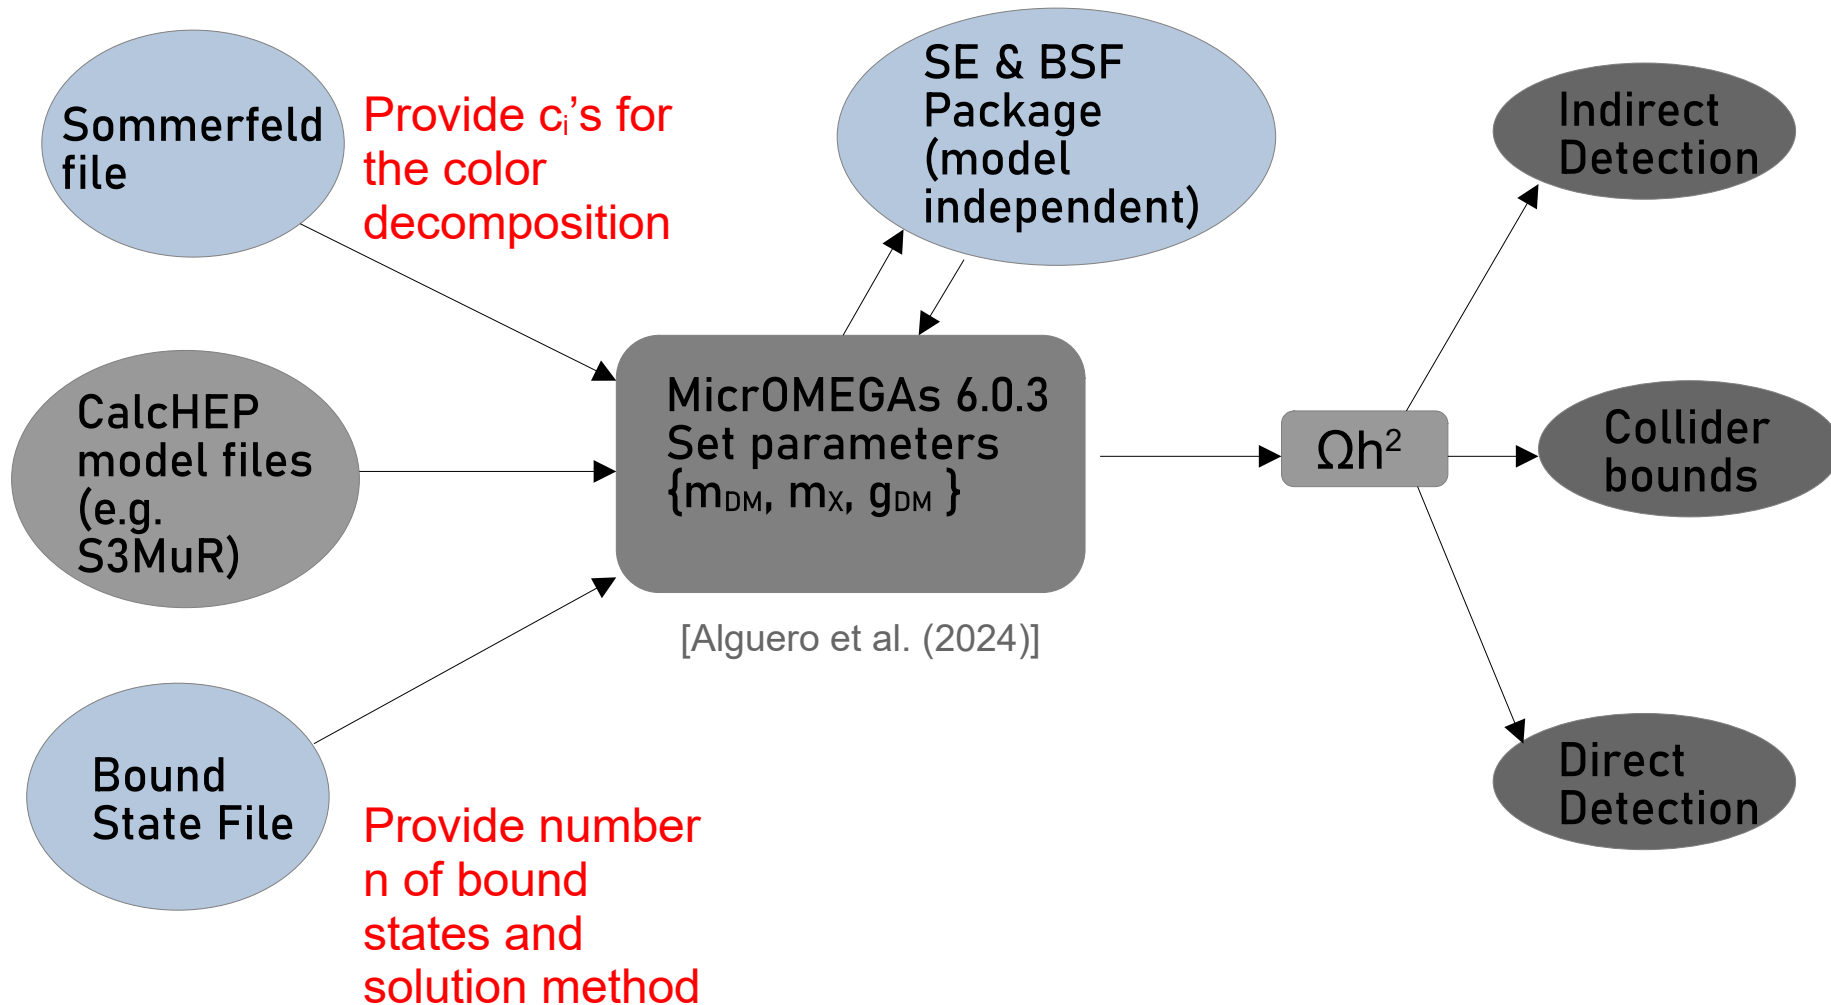 Sommerfeld
file
Provide cᵢ’s for
the color
decomposition
SE & BSF
Package
(model
independent)
Indirect
Detection
CalcHEP
model files
(e.g.
S3MuR)
MicrOMEGAs 6.0.3
Set parameters
{mDM, mX, gDM }
Ωh²
Collider
bounds
[Alguero et al. (2024)]
Bound
State File
Provide number
n of bound
states and
solution method
Direct
Detection